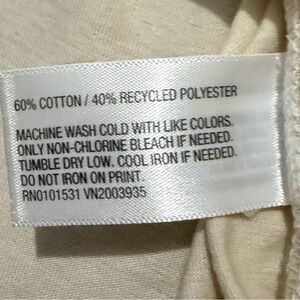 60% COTTON / 40% RECYCLED POLYESTER
MACHINE WASH COLD WITH LIKE COLORS.
ONLY NON-CHLORINE BLEACH IF NEEDED.
TUMBLE DRY LOW. COOL IRON IF NEEDED.
DO NOT IRON ON PRINT.
RN0101531 VN2003935